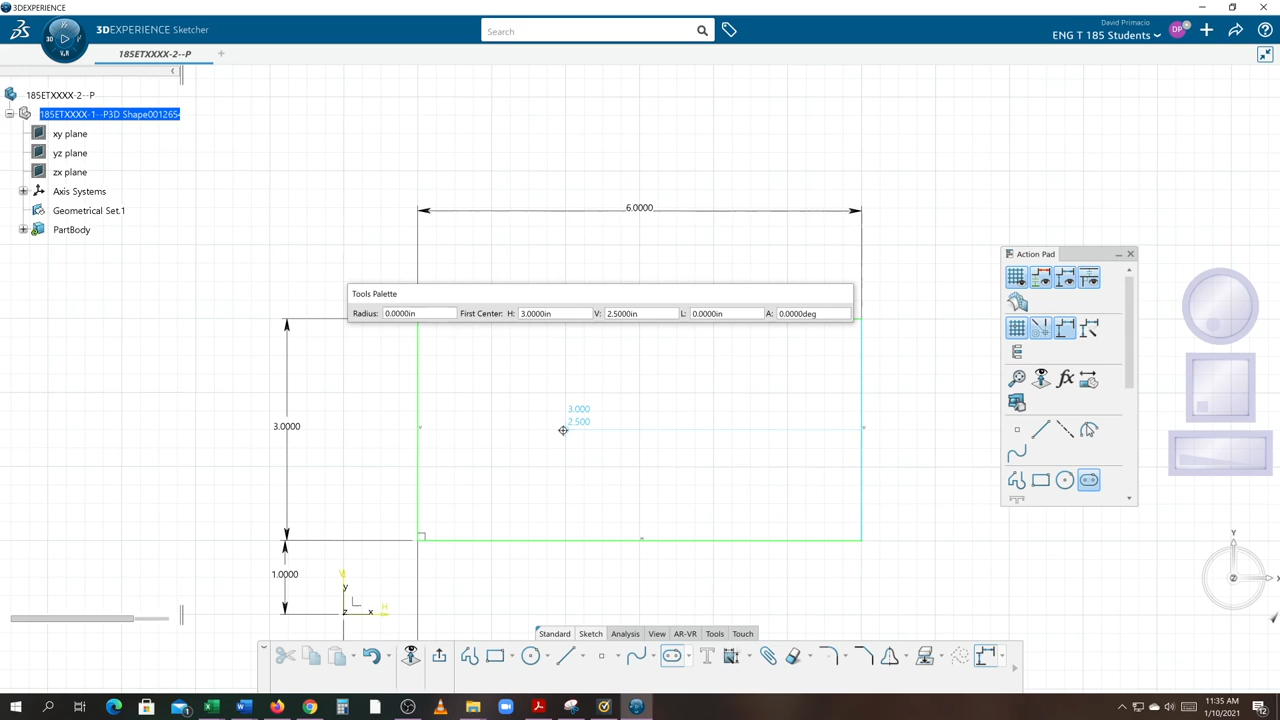 3DEXPERIENCE
3DEXPERIENCE Sketcher
Search
David Primacio
ENG T 185 Students
DP
3D
V.R
185ETXXXX-2--P
+
185ETXXXX-2--P
185ETXXXX-1--P3D Shape001265
xy plane
yz plane
zx plane
Axis Systems
Geometrical Set.1
PartBody
6.0000
Action Pad
Tools Palette
Radius: 0.0000in First Center: H: 3.0000in V: 2.5000in L: 0.0000in A: 0.0000deg
fx
3.000
2.500
3.0000
1.0000
V
y
z
x
H
Y
Z
X
Standard Sketch Analysis View AR-VR Tools Touch
T
11:35 AM
1/10/2021